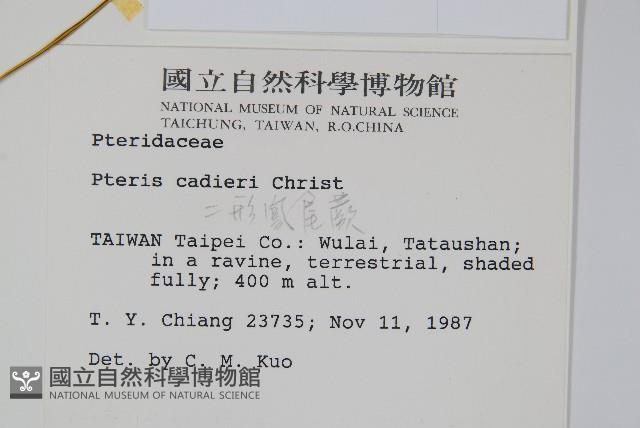 國立自然科學博物館
NATIONAL MUSEUM OF NATURAL SCIENCE
TAICHUNG, TAIWAN, R.O.CHINA
Pteridaceae
Pteris cadieri Christ
二形鳳尾蕨
TAIWAN Taipei Co.: Wulai, Tataushan;
in a ravine, terrestrial, shaded
fully; 400 m alt.
T. Y. Chiang 23735; Nov 11, 1987
Det. by C. M. Kuo
國立自然科學博物館
NATIONAL MUSEUM OF NATURAL SCIENCE